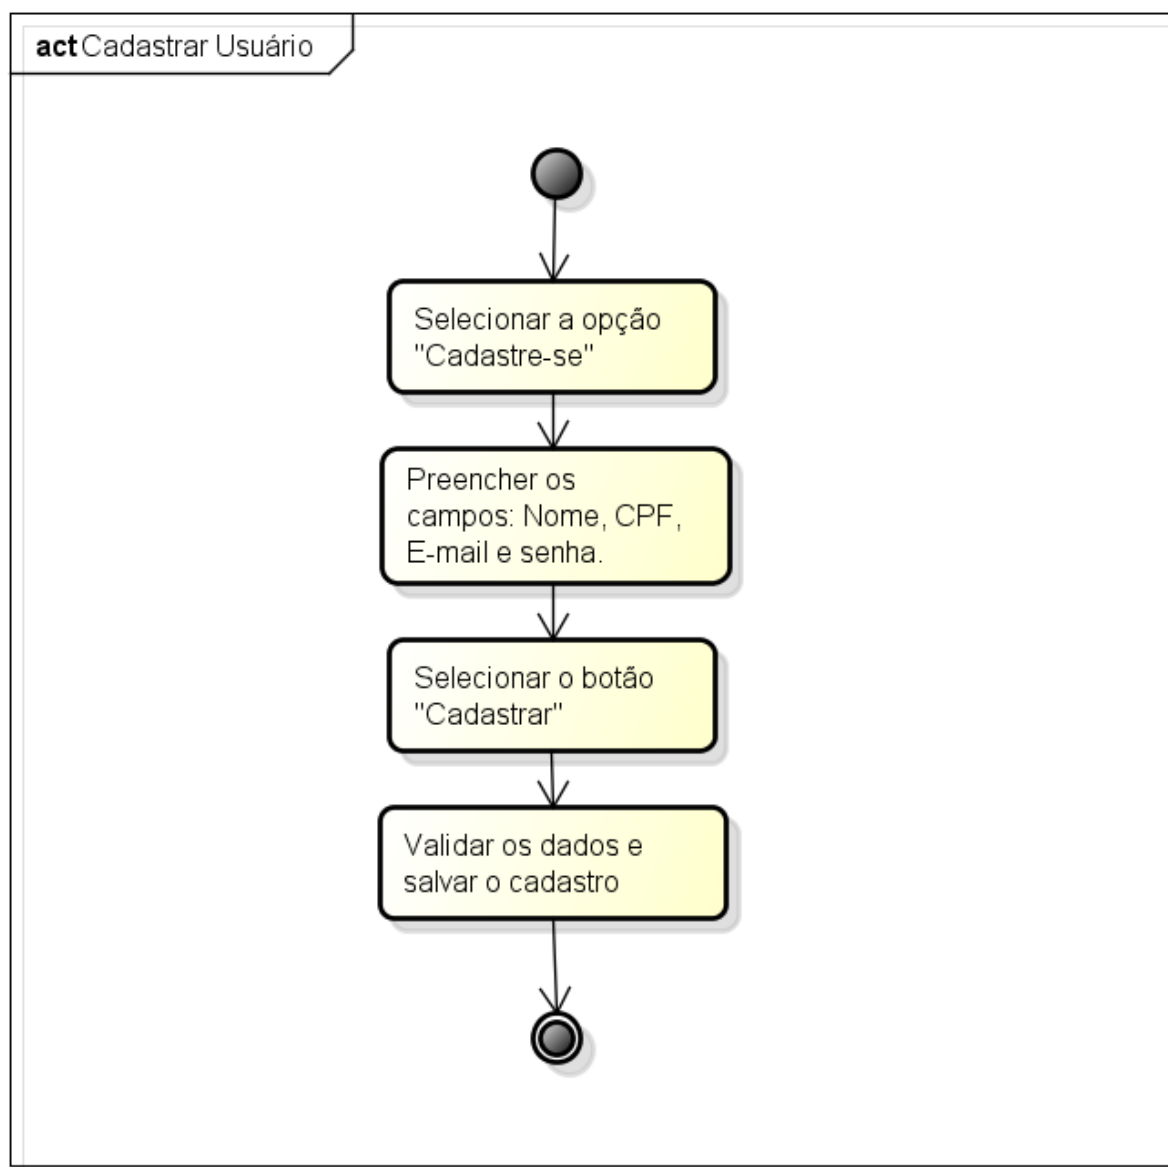 act Cadastrar Usuário
Selecionar a opção
"Cadastre-se"
Preencher os
campos: Nome, CPF,
E-mail e senha.
Selecionar o botão
"Cadastrar"
Validar os dados e
salvar o cadastro